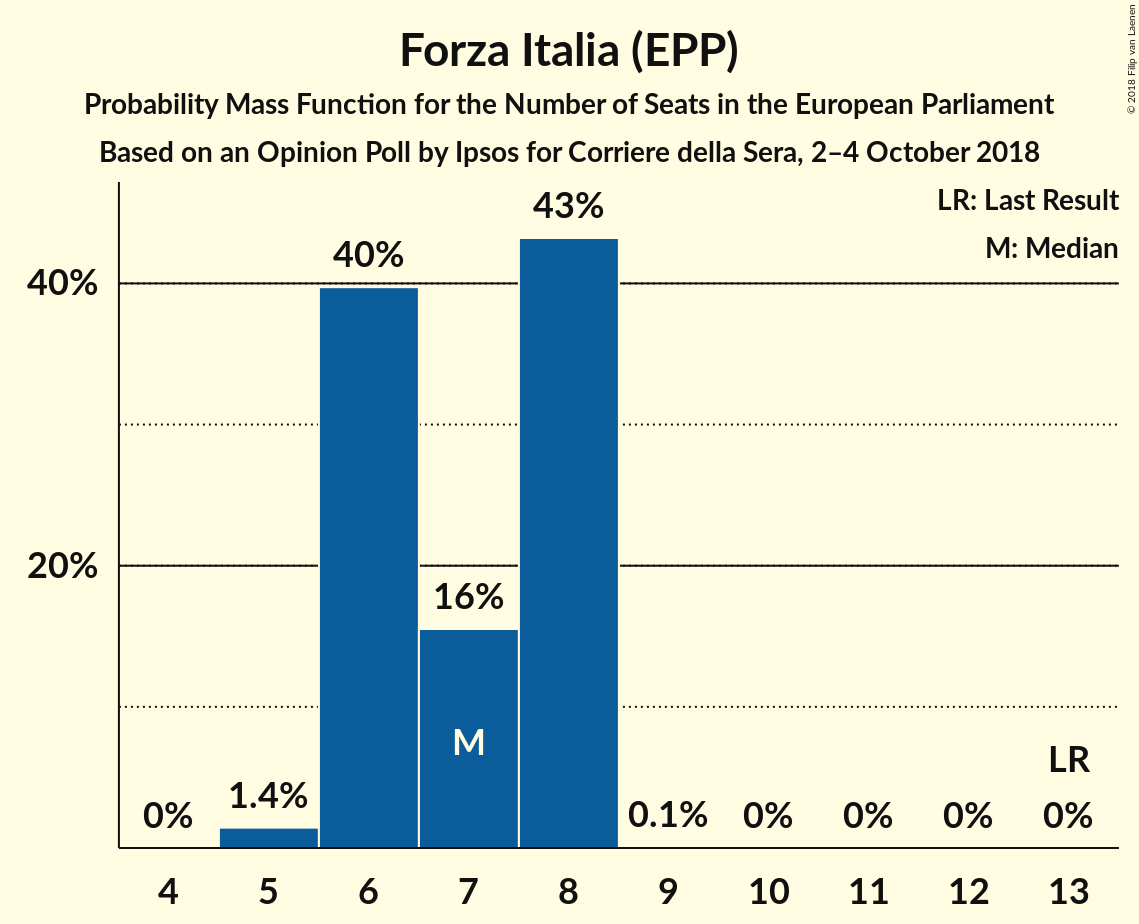 Forza Italia (EPP)
Probability Mass Function for the Number of Seats in the European Parliament
Based on an Opinion Poll by Ipsos for Corriere della Sera, 2–4 October 2018
© 2018 Filip van Laenen
LR: Last Result
M: Median
43%
40%
40%
20%
16%
M
LR
0%
1.4%
0.1%
0%
0%
0%
0%
4 5 6 7 8 9 10 11 12 13